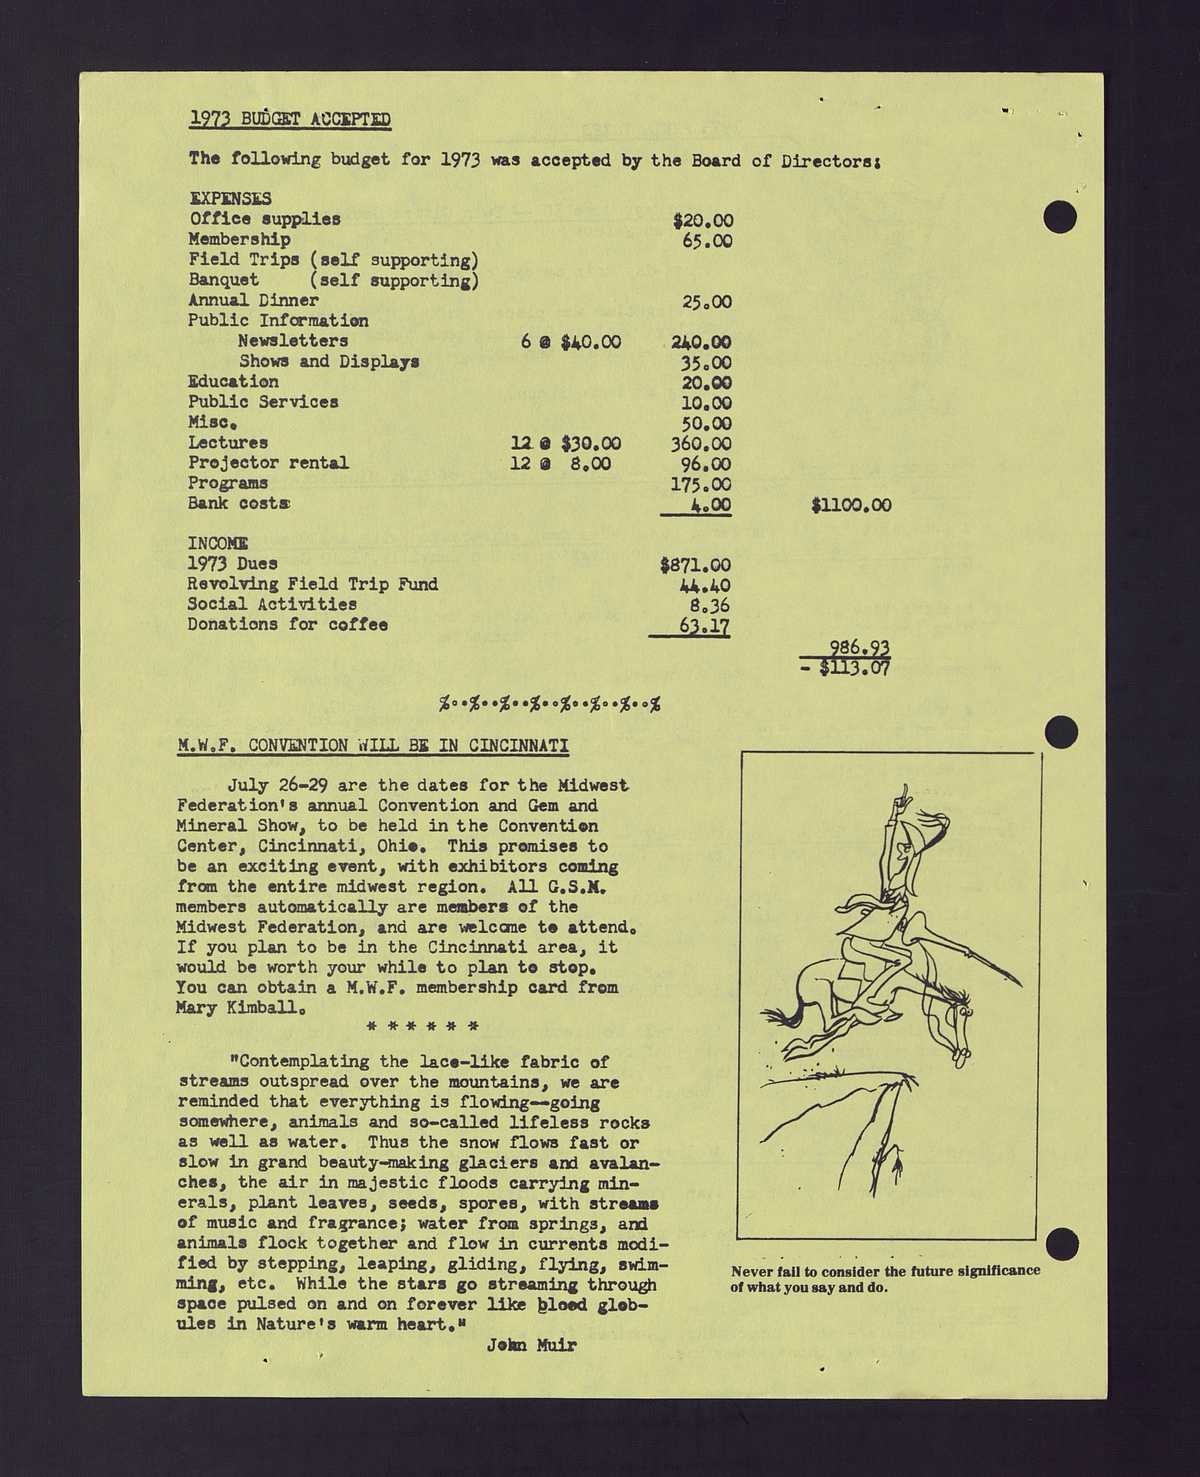 1973 BUDGET ACCEPTED
The following budget for 1973 was accepted by the Board of Directors:
EXPENSES
Office supplies $20.00
Membership 65.00
Field Trips (self supporting)
Banquet (self supporting)
Annual Dinner 25.00
Public Information
Newsletters 6 @ $40.00 240.00
Shows and Displays 35.00
Education 20.00
Public Services 10.00
Misc. 50.00
Lectures 12 @ $30.00 360.00
Projector rental 12 @ 8.00 96.00
Programs 175.00
Bank costs 4.00 $1100.00
INCOME
1973 Dues $871.00
Revolving Field Trip Fund 44.40
Social Activities 8.36
Donations for coffee 63.17
986.93
- $113.07
%..%..%..%..%..%..%..%
M.W.F. CONVENTION WILL BE IN CINCINNATI
July 26-29 are the dates for the Midwest
Federation's annual Convention and Gem and
Mineral Show, to be held in the Convention
Center, Cincinnati, Ohio. This promises to
be an exciting event, with exhibitors coming
from the entire midwest region. All G.S.M.
members automatically are members of the
Midwest Federation, and are welcome to attend.
If you plan to be in the Cincinnati area, it
would be worth your while to plan to stop.
You can obtain a M.W.F. membership card from
Mary Kimball.
* * * * * *
"Contemplating the lace-like fabric of
streams outspread over the mountains, we are
reminded that everything is flowing--going
somewhere, animals and so-called lifeless rocks
as well as water. Thus the snow flows fast or
slow in grand beauty-making glaciers and avalan-
ches, the air in majestic floods carrying min-
erals, plant leaves, seeds, spores, with streams
of music and fragrance; water from springs, and
animals flock together and flow in currents modi-
fied by stepping, leaping, gliding, flying, swim-
ming, etc. While the stars go streaming through
space pulsed on and on forever like blood glob-
ules in Nature's warm heart."
John Muir
Never fail to consider the future significance
of what you say and do.